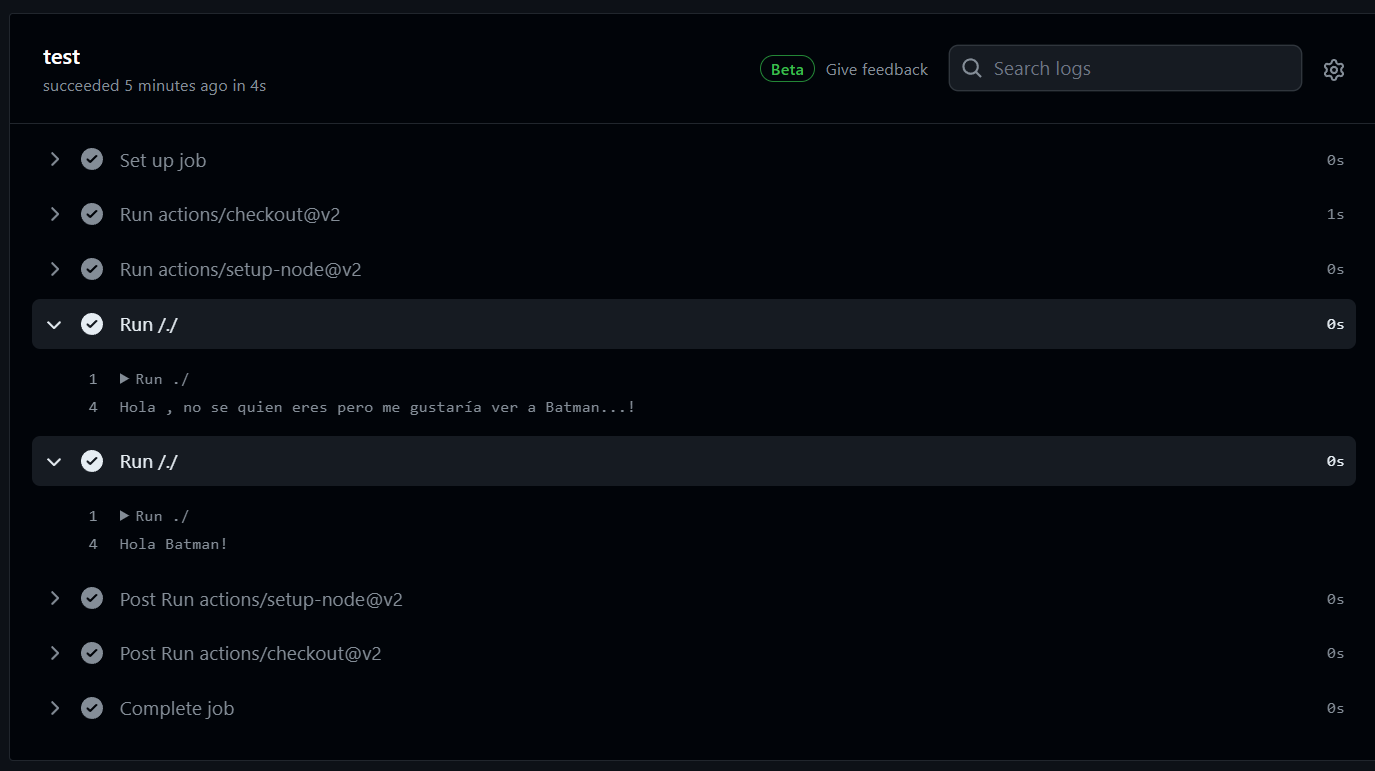 test
succeeded 5 minutes ago in 4s
Beta Give feedback Search logs
Set up job 0s
Run actions/checkout@v2 1s
Run actions/setup-node@v2 0s
Run /./ 0s
1 Run ./
4 Hola , no se quien eres pero me gustaría ver a Batman...!
Run /./ 0s
1 Run ./
4 Hola Batman!
Post Run actions/setup-node@v2 0s
Post Run actions/checkout@v2 0s
Complete job 0s